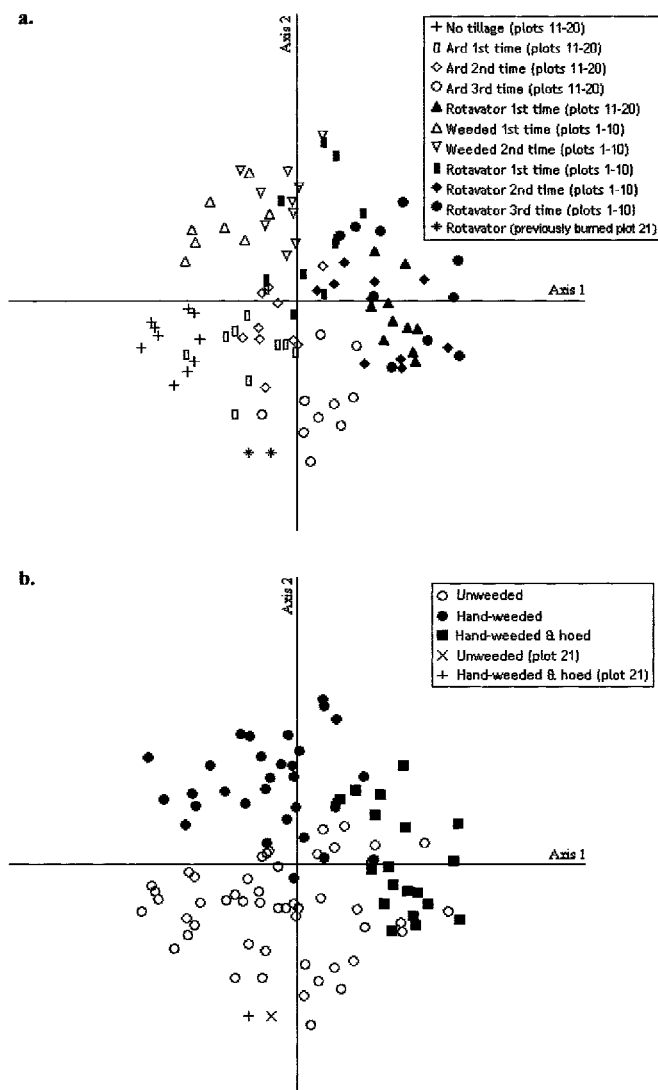 a.
Axis 2
Axis 1
No tillage (plots 11-20)
Ard 1st time (plots 11-20)
Ard 2nd time (plots 11-20)
Ard 3rd time (plots 11-20)
Rotavator 1st time (plots 11-20)
Weeded 1st time (plots 1-10)
Weeded 2nd time (plots 1-10)
Rotavator 1st time (plots 1-10)
Rotavator 2nd time (plots 1-10)
Rotavator 3rd time (plots 1-10)
Rotavator (previously burned plot 21)
b.
Axis 2
Axis 1
Unweeded
Hand-weeded
Hand-weeded & hoed
Unweeded (plot 21)
Hand-weeded & hoed (plot 21)